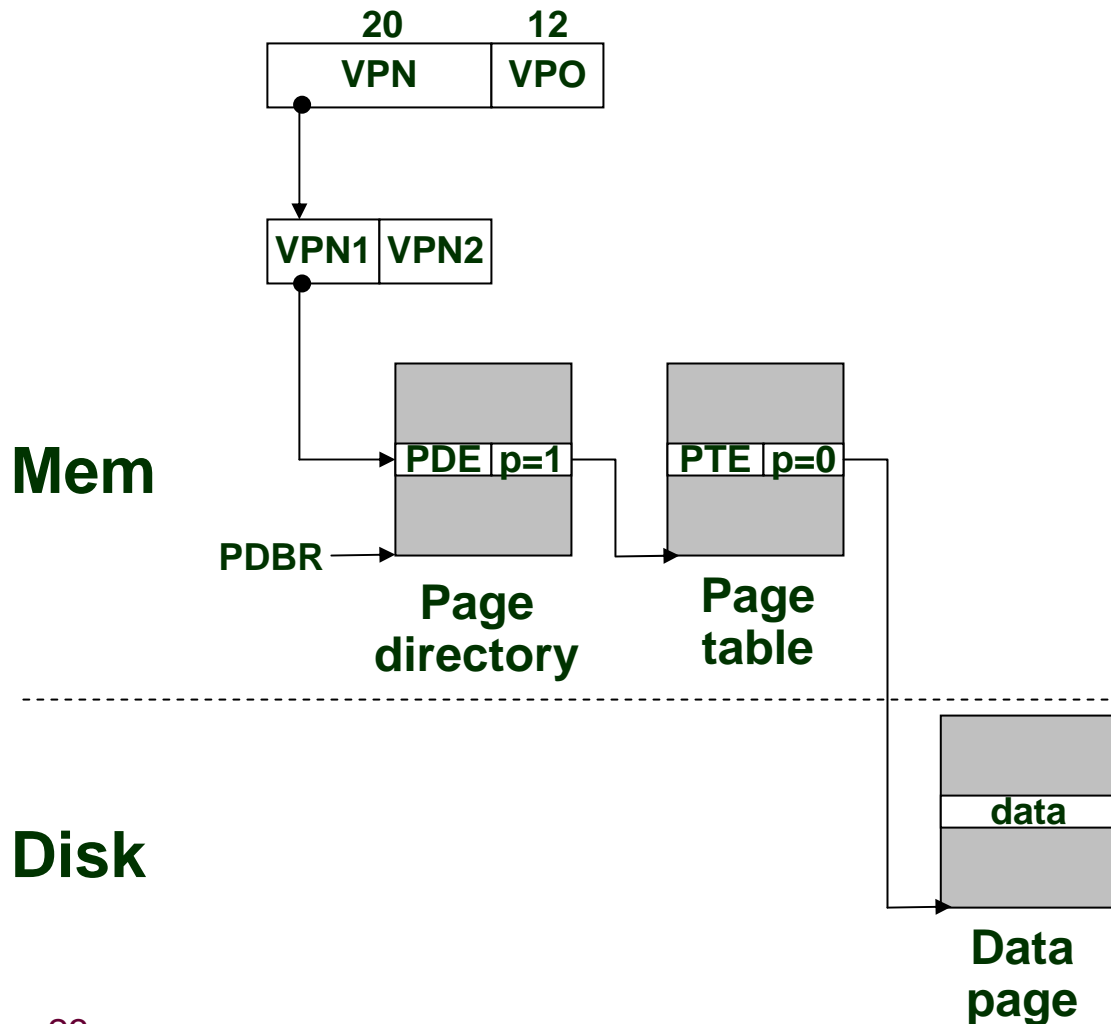 20 12
VPN VPO
VPN1 VPN2
Mem
PDE p=1 PTE p=0
PDBR
Page
directory
Page
table
Disk
data
Data
page